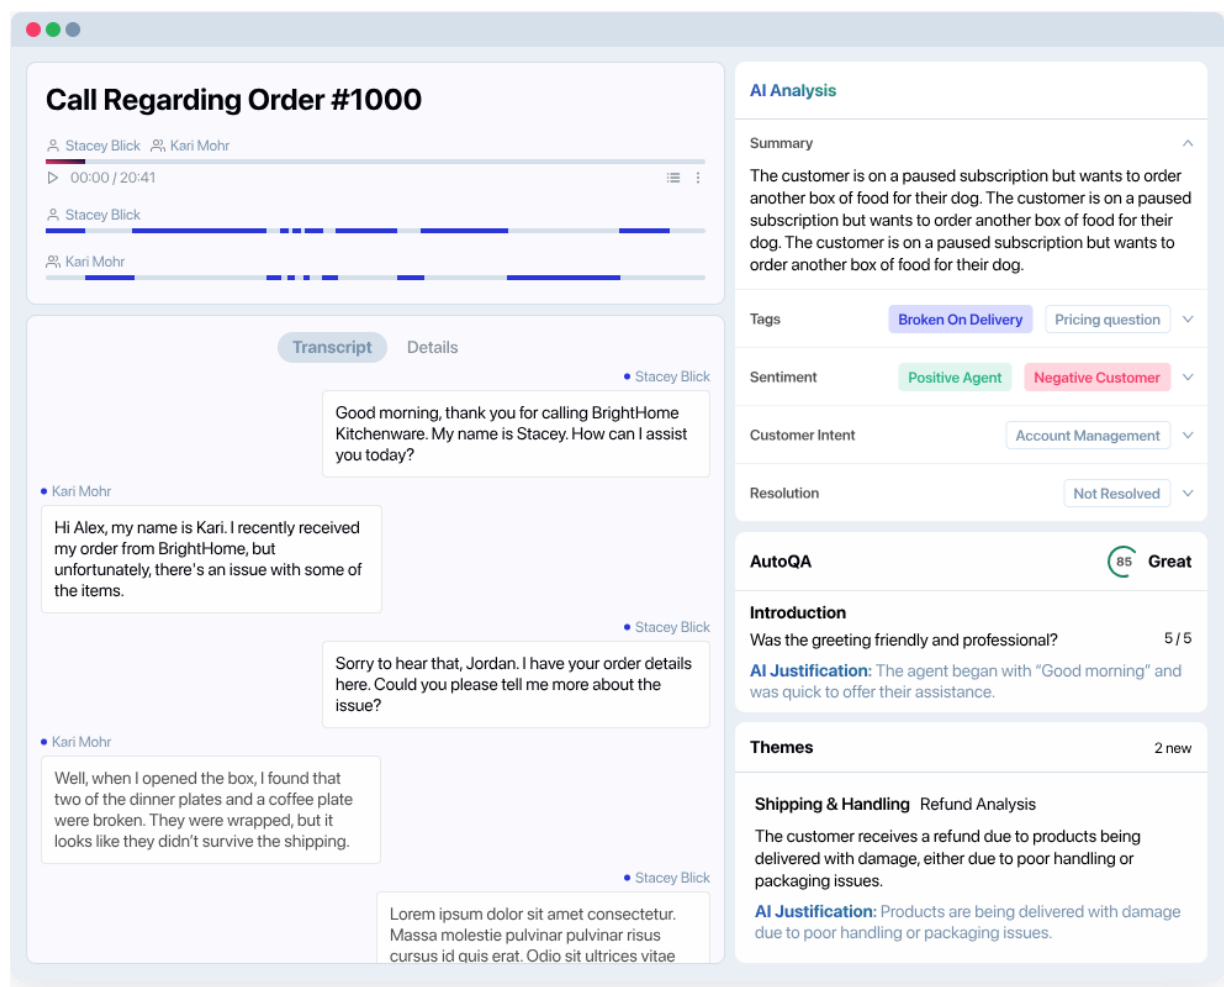 Call Regarding Order #1000
Stacey Blick Kari Mohr
00:00 / 20:41
Stacey Blick
Kari Mohr
Transcript Details
Stacey Blick
Good morning, thank you for calling BrightHome
Kitchenware. My name is Stacey. How can I assist
you today?
Kari Mohr
Hi Alex, my name is Kari. I recently received
my order from BrightHome, but
unfortunately, there's an issue with some of
the items.
Stacey Blick
Sorry to hear that, Jordan. I have your order details
here. Could you please tell me more about the
issue?
Kari Mohr
Well, when I opened the box, I found that
two of the dinner plates and a coffee plate
were broken. They were wrapped, but it
looks like they didn’t survive the shipping.
Stacey Blick
Lorem ipsum dolor sit amet consectetur.
Massa molestie pulvinar pulvinar risus
cursus id quis erat. Odio sit ultrices vitae
AI Analysis
Summary
The customer is on a paused subscription but wants to order
another box of food for their dog. The customer is on a paused
subscription but wants to order another box of food for their
dog. The customer is on a paused subscription but wants to
order another box of food for their dog.
Tags Broken On Delivery Pricing question
Sentiment Positive Agent Negative Customer
Customer Intent Account Management
Resolution Not Resolved
AutoQA 85 Great
Introduction
Was the greeting friendly and professional? 5 / 5
AI Justification: The agent began with “Good morning” and
was quick to offer their assistance.
Themes 2 new
Shipping & Handling Refund Analysis
The customer receives a refund due to products being
delivered with damage, either due to poor handling or
packaging issues.
AI Justification: Products are being delivered with damage
due to poor handling or packaging issues.